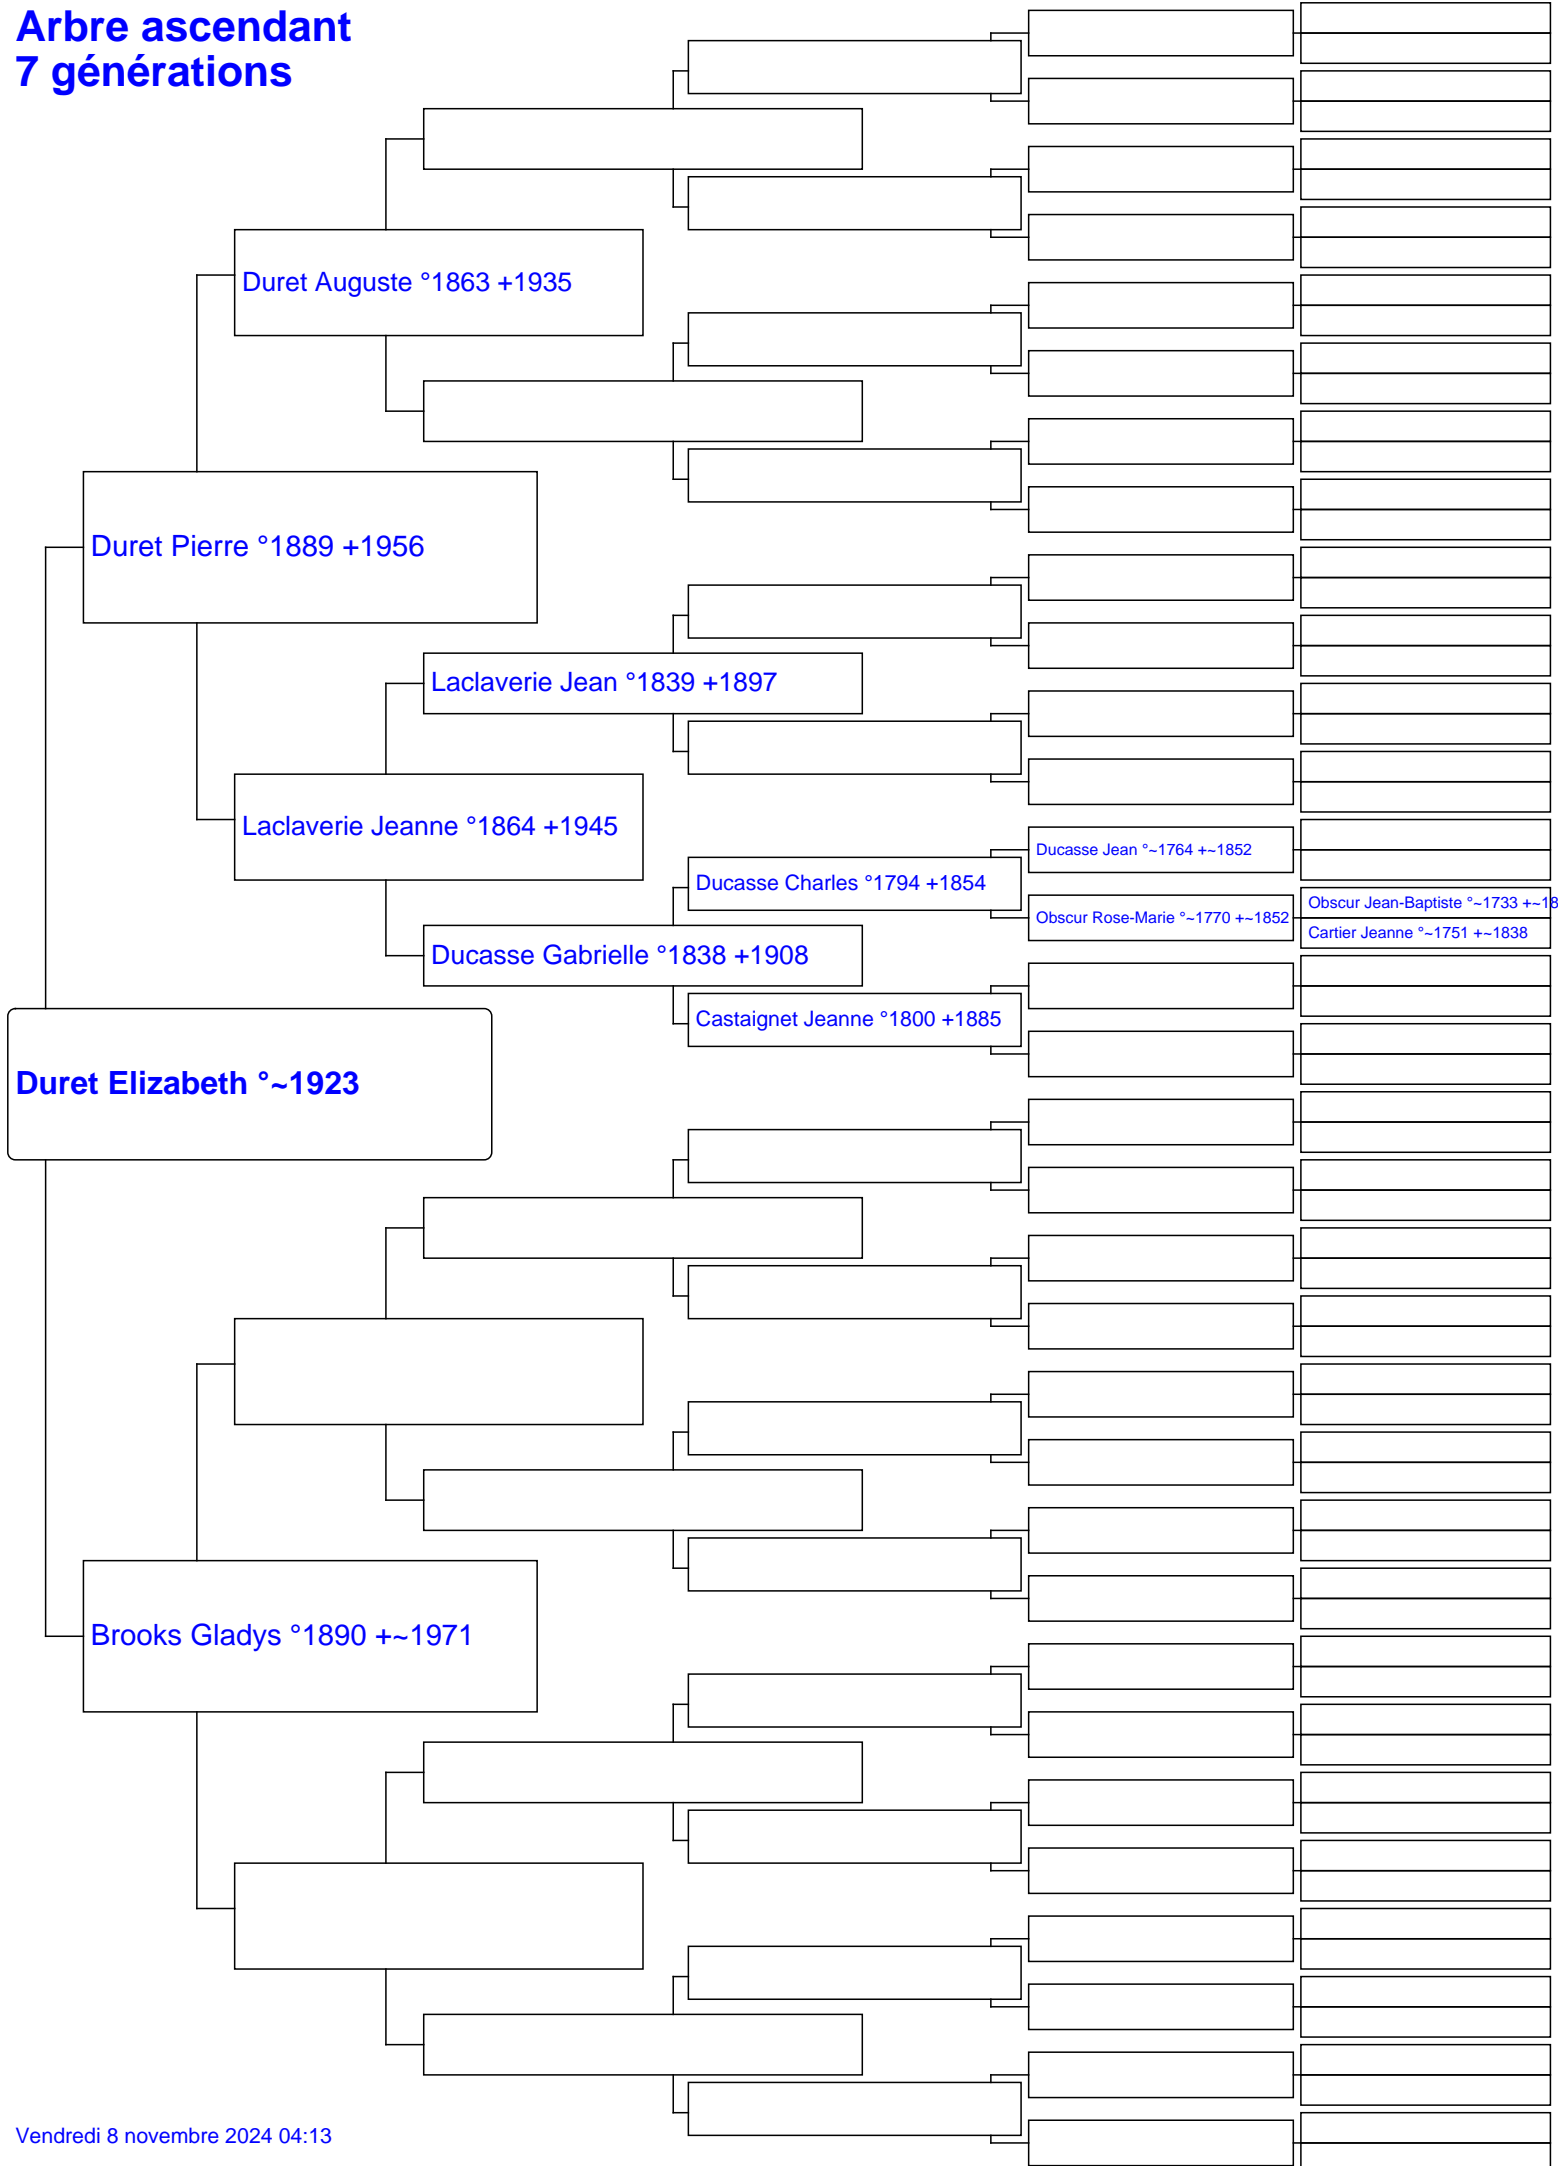 Arbre ascendant
7 générations
Duret Auguste °1863 +1935
Duret Pierre °1889 +1956
Laclaverie Jean °1839 +1897
Laclaverie Jeanne °1864 +1945
Ducasse Jean °~1764 +~1852
Ducasse Charles °1794 +1854
Obscur Jean-Baptiste °~1733 +~18
Obscur Rose-Marie °~1770 +~1852
Cartier Jeanne °~1751 +~1838
Ducasse Gabrielle °1838 +1908
Castaignet Jeanne °1800 +1885
Duret Elizabeth °~1923
Brooks Gladys °1890 +~1971
Vendredi 8 novembre 2024 04:13